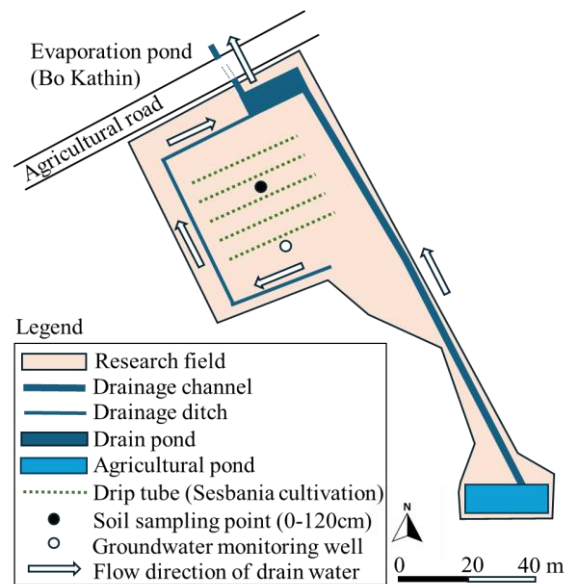 Evaporation pond
(Bo Kathin)
Agricultural road
Legend
Research field
Drainage channel
Drainage ditch
Drain pond
Agricultural pond
Drip tube (Sesbania cultivation)
Soil sampling point (0-120cm)
Groundwater monitoring well
Flow direction of drain water
N
0 20 40 m